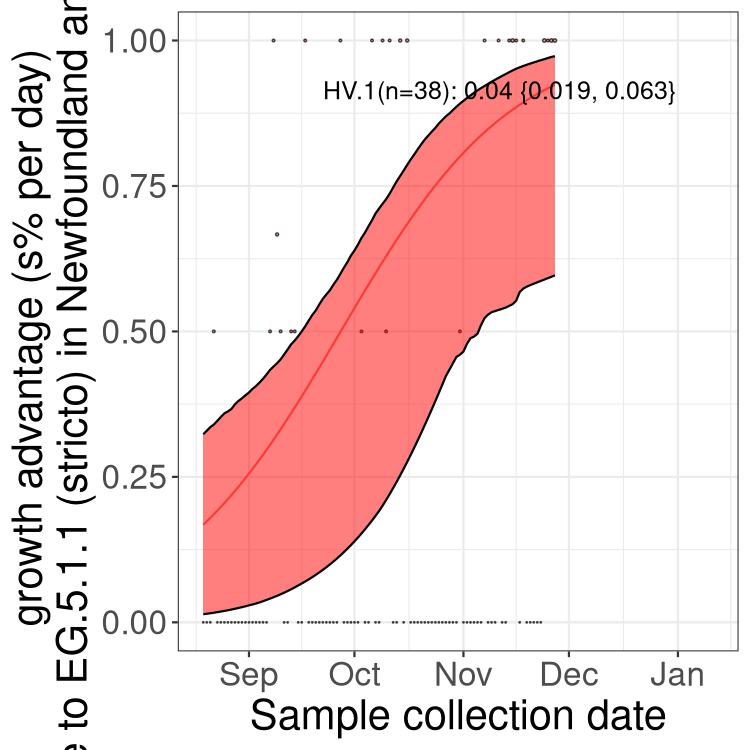 growth advantage (s% per day)
to EG.5.1.1 (stricto) in Newfoundland
1.00
0.75
0.50
0.25
0.00
HV.1(n=38): 0.04 {0.019, 0.063}
Sep Oct Nov Dec Jan
Sample collection date